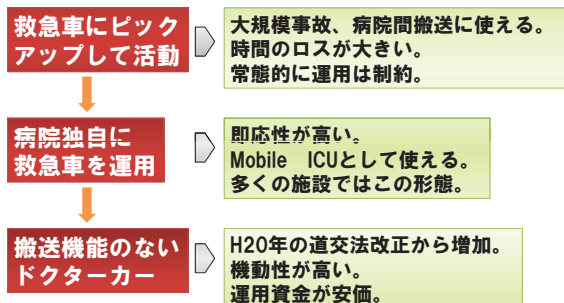 救急車にピック
アップして活動
大規模事故、病院間搬送に使える。
時間のロスが大きい。
常態的に運用は制約。
病院独自に
救急車を運用
即応性が高い。
Mobile　ICUとして使える。
多くの施設ではこの形態。
搬送機能のない
ドクターカー
H20年の道交法改正から増加。
機動性が高い。
運用資金が安価。